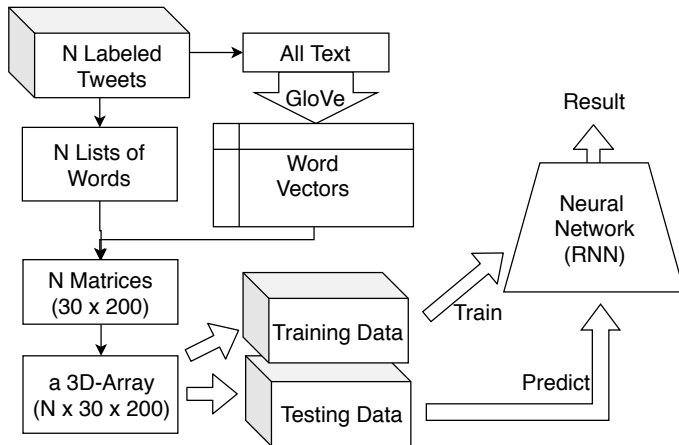 N Labeled
Tweets
All Text
GloVe
Result
N Lists of
Words
Word
Vectors
Neural
Network
(RNN)
N Matrices
(30 x 200)
Training Data
Train
a 3D-Array
(N x 30 x 200)
Predict
Testing Data